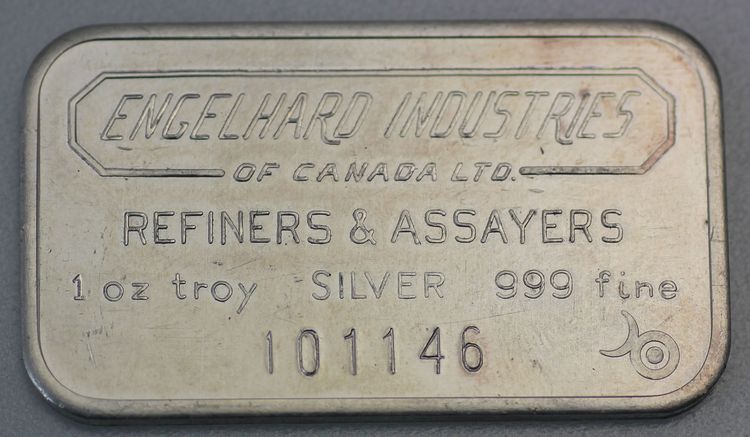 ENGELHARD INDUSTRIES
OF CANADA LTD.
REFINERS & ASSAYERS
1 oz troy SILVER 999 fine
101146